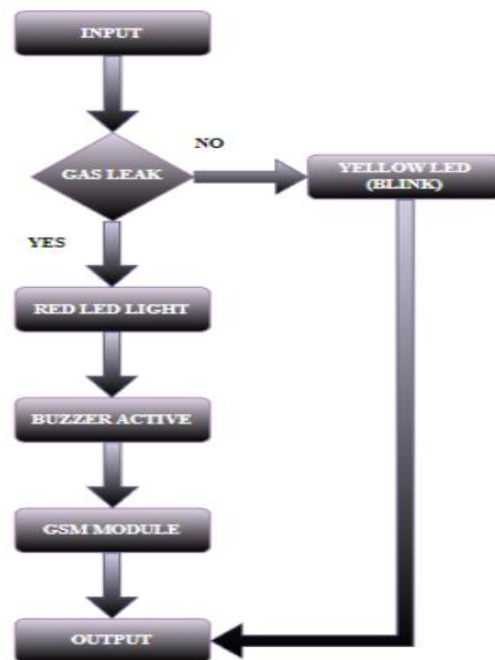 INPUT
GAS LEAK
NO
YELLOW LED
(BLINK)
YES
RED LED LIGHT
BUZZER ACTIVE
GSM MODULE
OUTPUT